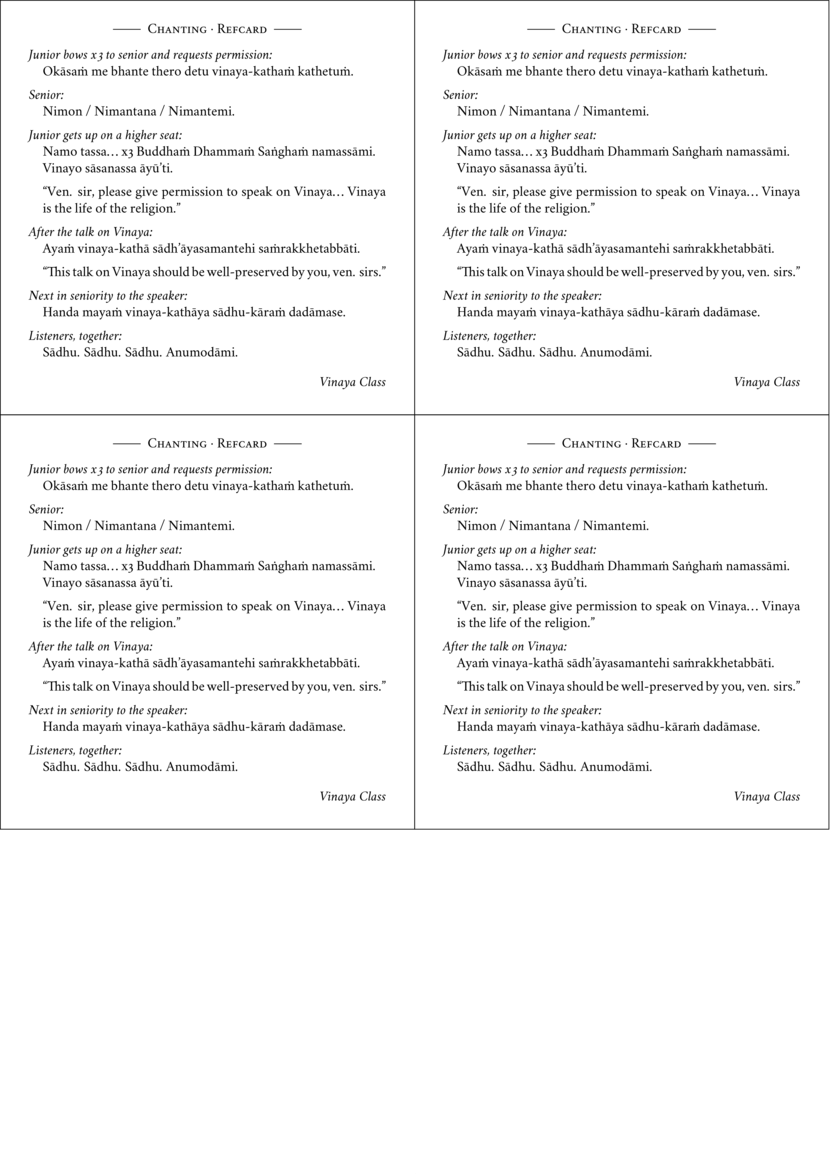 Chanting · Refcard
Junior bows x3 to senior and requests permission:
Okāsaṁ me bhante thero detu vinaya-kathaṁ kathetuṁ.
Senior:
Nimon / Nimantana / Nimantemi.
Junior gets up on a higher seat:
Namo tassa… x3 Buddhaṁ Dhammaṁ Saṅghaṁ namassāmi.
Vinayo sāsanassa āyū’ti.
“Ven. sir, please give permission to speak on Vinaya… Vinaya
is the life of the religion.”
After the talk on Vinaya:
Ayaṁ vinaya-kathā sādh’āyasamantehi saṁrakkhetabbāti.
“This talk on Vinaya should be well-preserved by you, ven. sirs.”
Next in seniority to the speaker:
Handa mayaṁ vinaya-kathāya sādhu-kāraṁ dadāmase.
Listeners, together:
Sādhu. Sādhu. Sādhu. Anumodāmi.
Vinaya Class
Chanting · Refcard
Junior bows x3 to senior and requests permission:
Okāsaṁ me bhante thero detu vinaya-kathaṁ kathetuṁ.
Senior:
Nimon / Nimantana / Nimantemi.
Junior gets up on a higher seat:
Namo tassa… x3 Buddhaṁ Dhammaṁ Saṅghaṁ namassāmi.
Vinayo sāsanassa āyū’ti.
“Ven. sir, please give permission to speak on Vinaya… Vinaya
is the life of the religion.”
After the talk on Vinaya:
Ayaṁ vinaya-kathā sādh’āyasamantehi saṁrakkhetabbāti.
“This talk on Vinaya should be well-preserved by you, ven. sirs.”
Next in seniority to the speaker:
Handa mayaṁ vinaya-kathāya sādhu-kāraṁ dadāmase.
Listeners, together:
Sādhu. Sādhu. Sādhu. Anumodāmi.
Vinaya Class
Chanting · Refcard
Junior bows x3 to senior and requests permission:
Okāsaṁ me bhante thero detu vinaya-kathaṁ kathetuṁ.
Senior:
Nimon / Nimantana / Nimantemi.
Junior gets up on a higher seat:
Namo tassa… x3 Buddhaṁ Dhammaṁ Saṅghaṁ namassāmi.
Vinayo sāsanassa āyū’ti.
“Ven. sir, please give permission to speak on Vinaya… Vinaya
is the life of the religion.”
After the talk on Vinaya:
Ayaṁ vinaya-kathā sādh’āyasamantehi saṁrakkhetabbāti.
“This talk on Vinaya should be well-preserved by you, ven. sirs.”
Next in seniority to the speaker:
Handa mayaṁ vinaya-kathāya sādhu-kāraṁ dadāmase.
Listeners, together:
Sādhu. Sādhu. Sādhu. Anumodāmi.
Vinaya Class
Chanting · Refcard
Junior bows x3 to senior and requests permission:
Okāsaṁ me bhante thero detu vinaya-kathaṁ kathetuṁ.
Senior:
Nimon / Nimantana / Nimantemi.
Junior gets up on a higher seat:
Namo tassa… x3 Buddhaṁ Dhammaṁ Saṅghaṁ namassāmi.
Vinayo sāsanassa āyū’ti.
“Ven. sir, please give permission to speak on Vinaya… Vinaya
is the life of the religion.”
After the talk on Vinaya:
Ayaṁ vinaya-kathā sādh’āyasamantehi saṁrakkhetabbāti.
“This talk on Vinaya should be well-preserved by you, ven. sirs.”
Next in seniority to the speaker:
Handa mayaṁ vinaya-kathāya sādhu-kāraṁ dadāmase.
Listeners, together:
Sādhu. Sādhu. Sādhu. Anumodāmi.
Vinaya Class